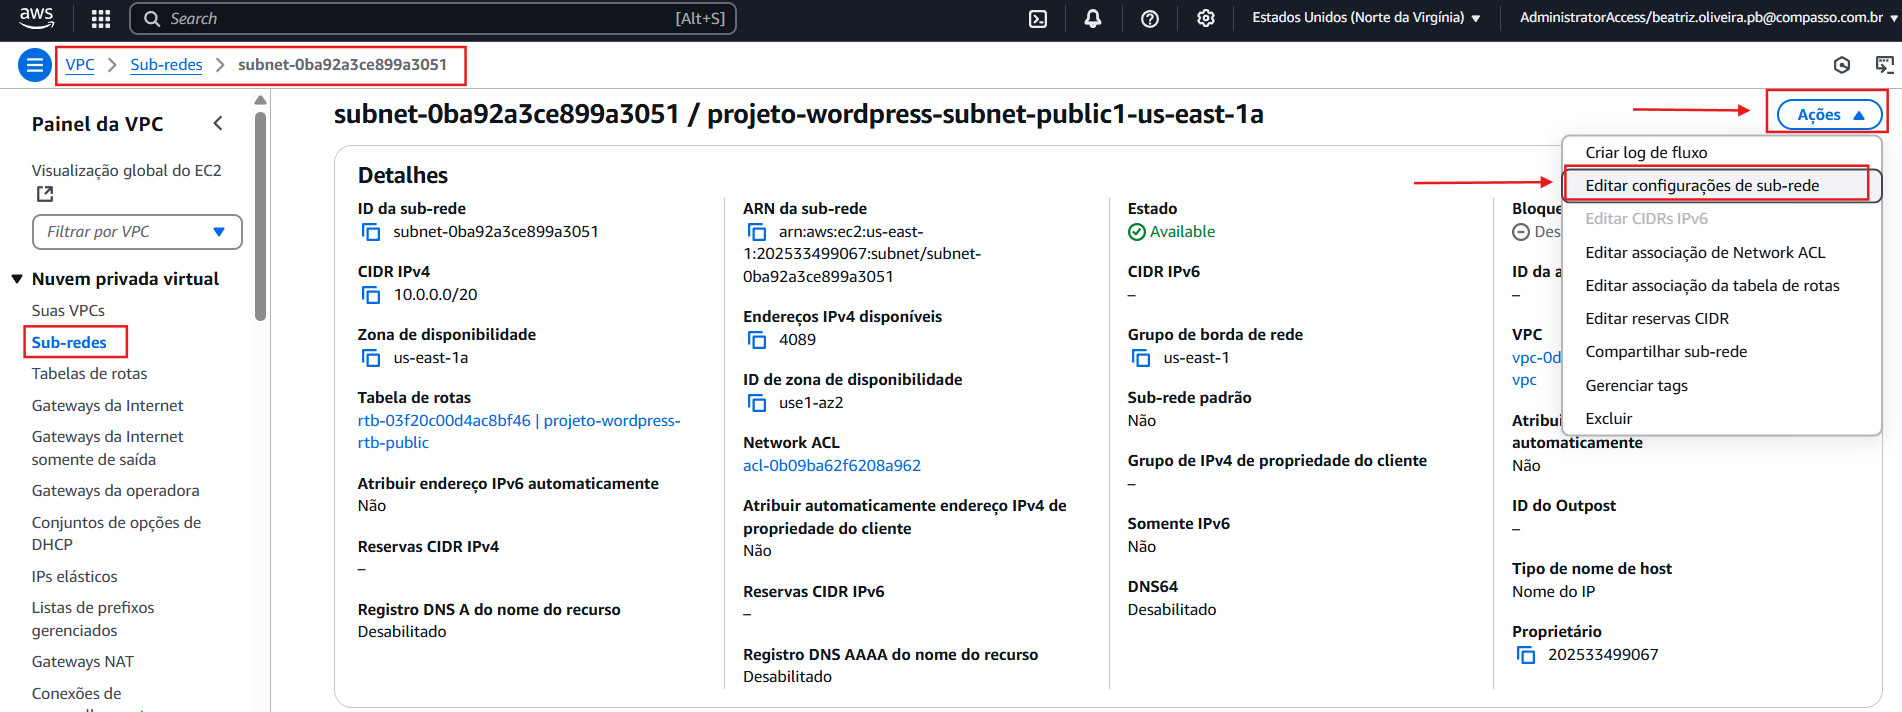 aws
Search [Alt+S]
Estados Unidos (Norte da Virgínia)
AdministratorAccess/beatriz.oliveira.pb@compasso.com.br
VPC > Sub-redes > subnet-0ba92a3ce899a3051
Painel da VPC
Visualização global do EC2
Filtrar por VPC
Nuvem privada virtual
Suas VPCs
Sub-redes
Tabelas de rotas
Gateways da Internet
Gateways da Internet
somente de saída
Gateways da operadora
Conjuntos de opções de
DHCP
IPs elásticos
Listas de prefixos
gerenciados
Gateways NAT
Conexões de
subnet-0ba92a3ce899a3051 / projeto-wordpress-subnet-public1-us-east-1a
Detalhes
ID da sub-rede
subnet-0ba92a3ce899a3051
CIDR IPv4
10.0.0.0/20
Zona de disponibilidade
us-east-1a
Tabela de rotas
rtb-03f20c00d4ac8bf46 | projeto-wordpress-
rtb-public
Atribuir endereço IPv6 automaticamente
Não
Reservas CIDR IPv4
–
Registro DNS A do nome do recurso
Desabilitado
ARN da sub-rede
arn:aws:ec2:us-east-
1:202533499067:subnet/subnet-
0ba92a3ce899a3051
Endereços IPv4 disponíveis
4089
ID de zona de disponibilidade
use1-az2
Network ACL
acl-0b09ba62f6208a962
Atribuir automaticamente endereço IPv4 de
propriedade do cliente
Não
Reservas CIDR IPv6
–
Registro DNS AAAA do nome do recurso
Desabilitado
Estado
Available
CIDR IPv6
–
Grupo de borda de rede
us-east-1
Sub-rede padrão
Não
Grupo de IPv4 de propriedade do cliente
–
Somente IPv6
Não
DNS64
Desabilitado
Bloque
Des
ID da a
–
VPC
vpc-0d
vpc
Atribui
automaticamente
Não
ID do Outpost
–
Tipo de nome de host
Nome do IP
Proprietário
202533499067
Ações
Criar log de fluxo
Editar configurações de sub-rede
Editar CIDRs IPv6
Editar associação de Network ACL
Editar associação da tabela de rotas
Editar reservas CIDR
Compartilhar sub-rede
Gerenciar tags
Excluir